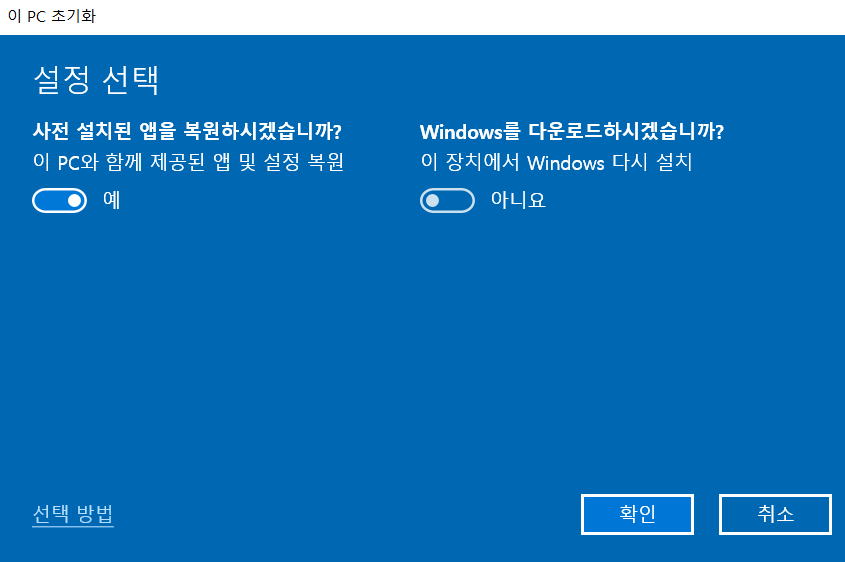 이 PC 초기화
설정 선택
사전 설치된 앱을 복원하시겠습니까?
이 PC와 함께 제공된 앱 및 설정 복원
예
Windows를 다운로드하시겠습니까?
이 장치에서 Windows 다시 설치
아니요
선택 방법
확인
취소